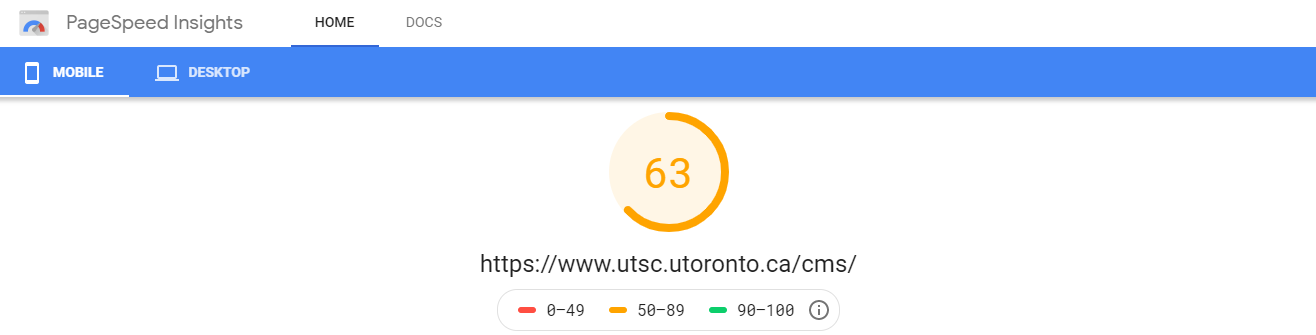 PageSpeed Insights HOME DOCS
MOBILE DESKTOP
63
https://www.utsc.utoronto.ca/cms/
0–49 50–89 90–100